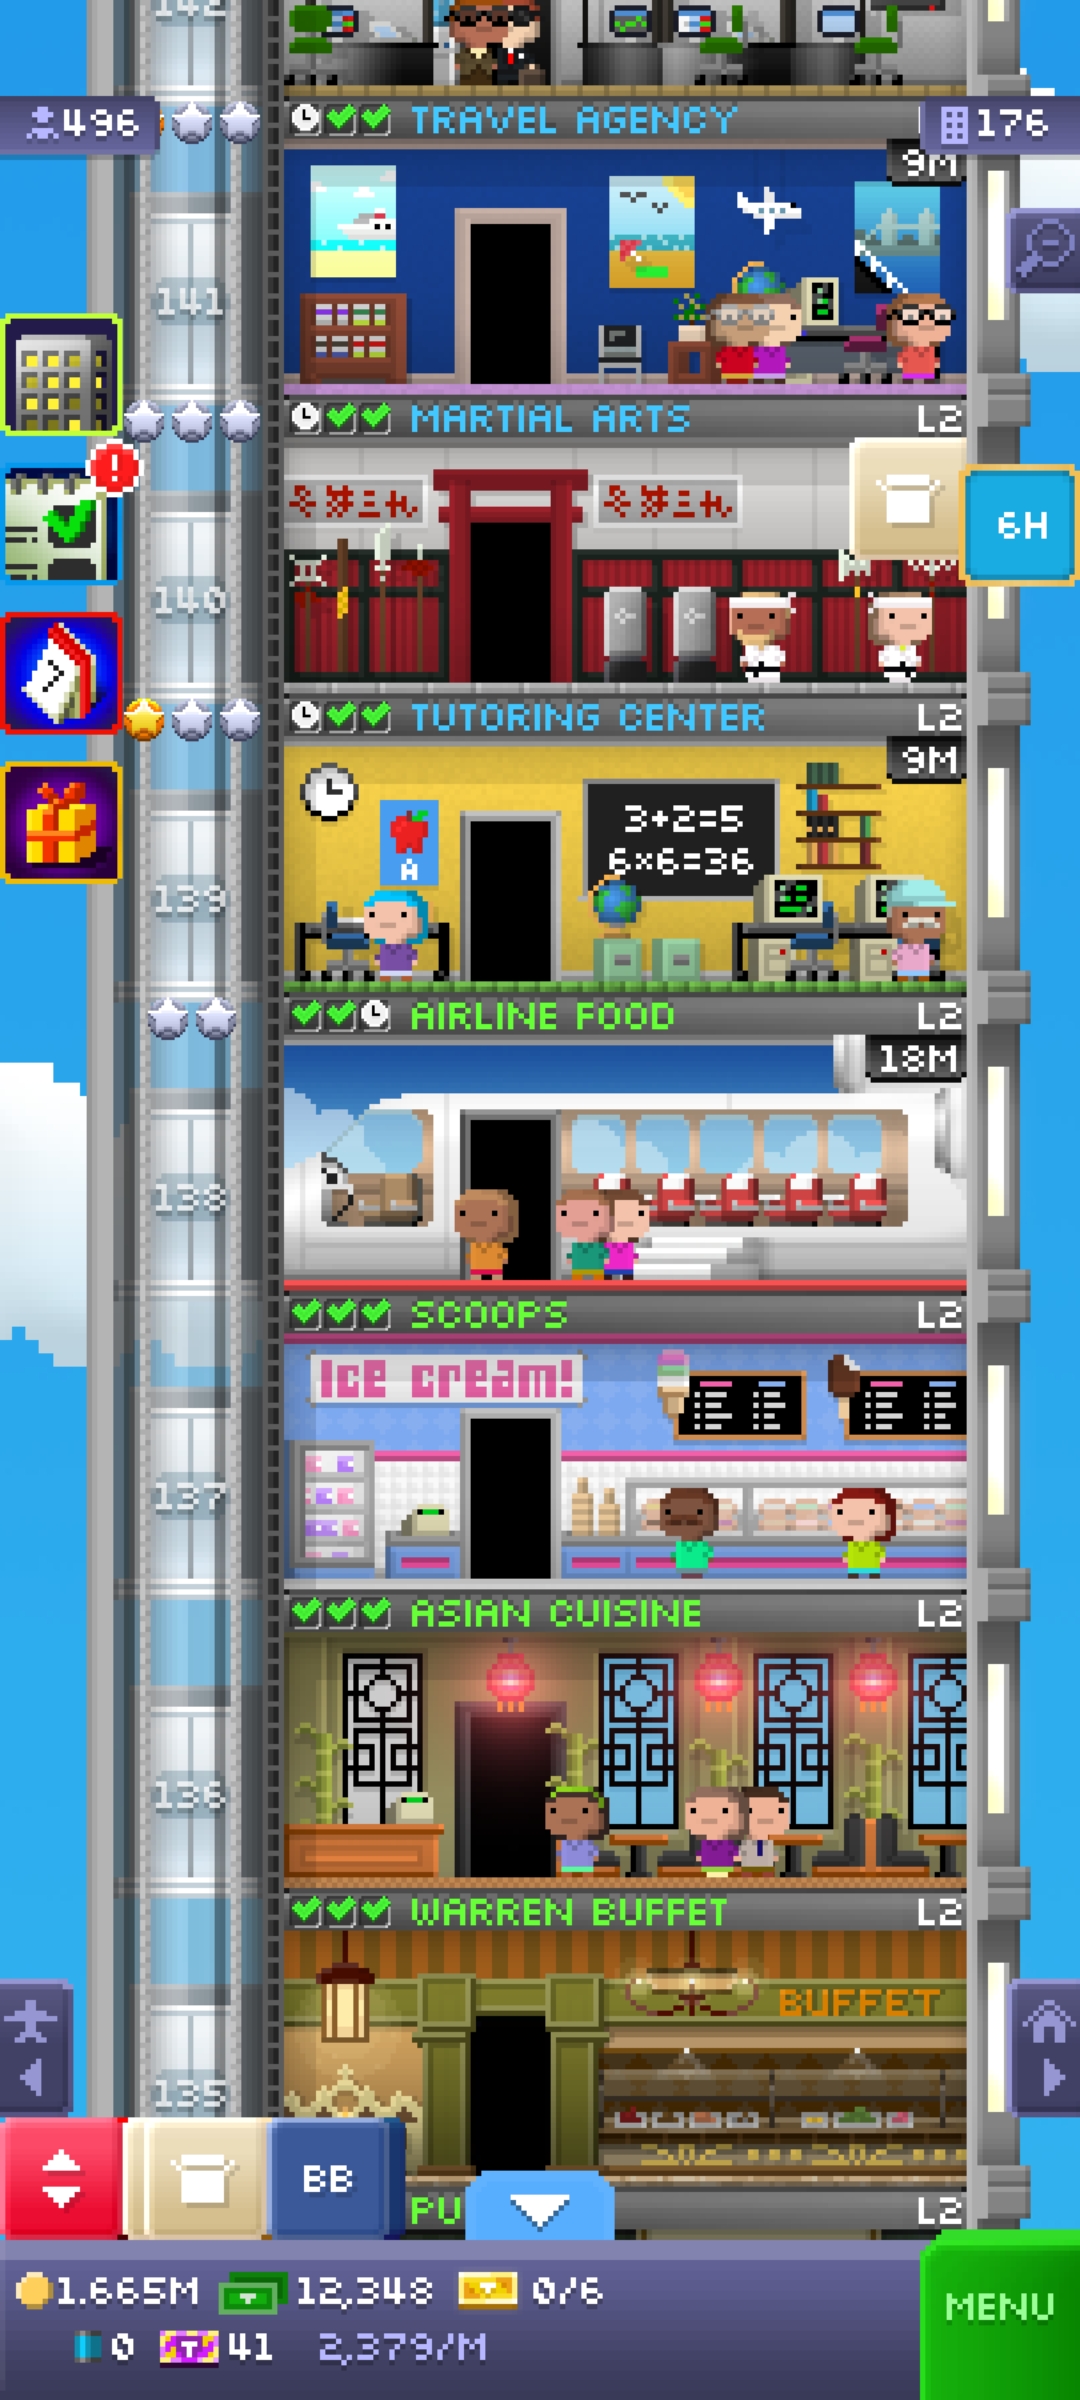 142
496
TRAVEL AGENCY
176
9M
141
MARTIAL ARTS L2
6H
140
TUTORING CENTER L2
9M
3+2=5
6x6=36
A
139
AIRLINE FOOD L2
18M
138
SCOOPS L2
Ice cream!
137
ASIAN CUISINE L2
136
WARREN BUFFET L2
BUFFET
135
BB
PU L2
1.665M 12,348 0/6
MENU
0 T 41 2,379/M